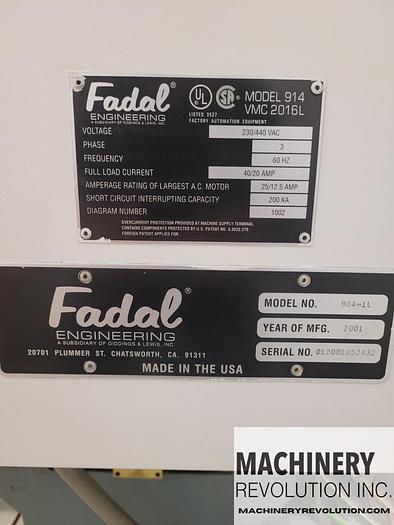 Fadal®
ENGINEERING
A SUBSIDIARY OF GIDDINGS & LEWIS, INC.
UL® SA®
LISTED 3527
FACTORY AUTOMATION EQUIPMENT
MODEL 914
VMC 2016L
VOLTAGE 230/440 VAC
PHASE 3
FREQUENCY 60 HZ
FULL LOAD CURRENT 40/20 AMP
AMPERAGE RATING OF LARGEST A.C. MOTOR 25/12.5 AMP
SHORT CIRCUIT INTERRUPTING CAPACITY 200 KA
DIAGRAM NUMBER 1002
OVERCURRENT PROTECTION PROVIDED AT MACHINE SUPPLY TERMINAL
CONTAINS COMPONENTS PROTECTED BY U.S. PATENT NO. 5,0232,270
FOREIGN PATENT APPLIED FOR
Fadal®
ENGINEERING
A SUBSIDIARY OF GIDDINGS & LEWIS, INC.
20701 PLUMMER ST. CHATSWORTH, CA. 91311
MODEL NO. 904-1L
YEAR OF MFG. 2001
SERIAL NO. 012001052432
MADE IN THE USA
MACHINERY
REVOLUTION INC.
MACHINERYREVOLUTION.COM